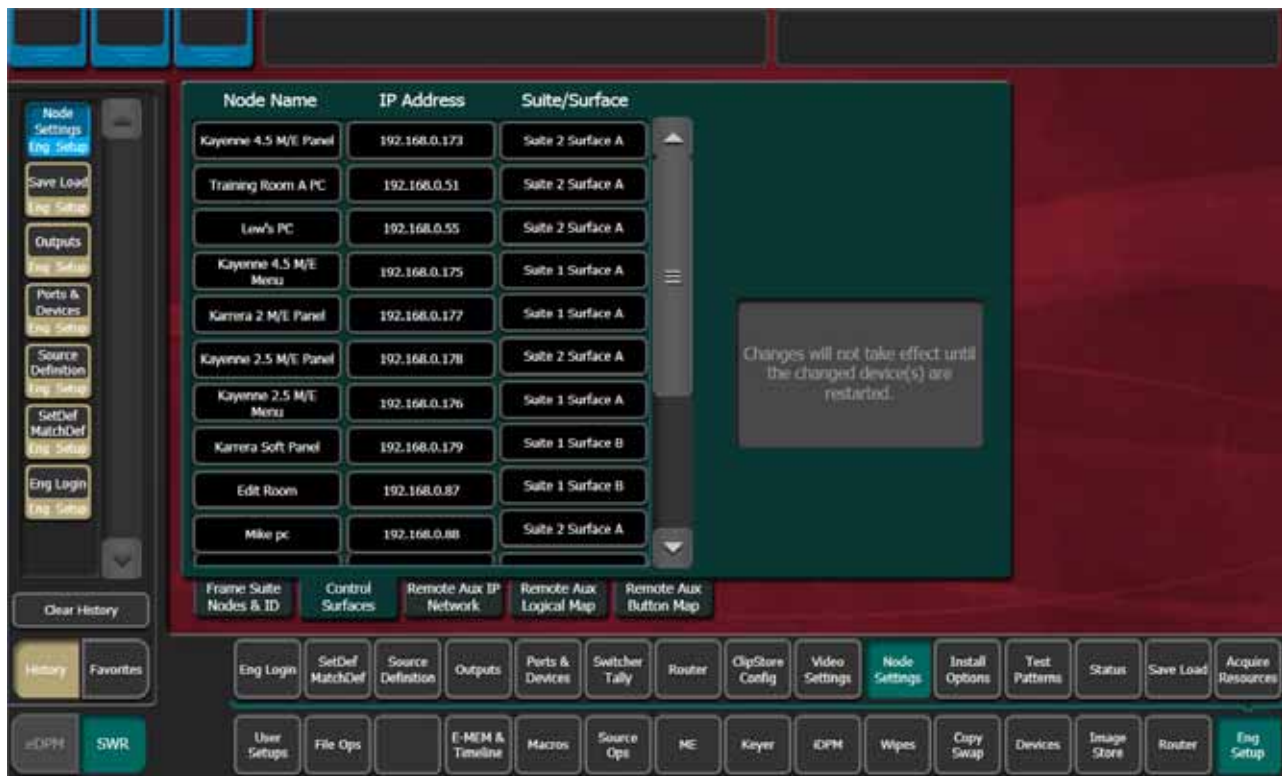 Node Name IP Address Suite/Surface
Kayenne 4.5 M/E Panel 192.168.0.173 Suite 2 Surface A
Training Room A PC 192.168.0.51 Suite 2 Surface A
Lew's PC 192.168.0.55 Suite 2 Surface A
Kayenne 4.5 M/E
Menu
192.168.0.175 Suite 1 Surface A
Karrera 2 M/E Panel 192.168.0.177 Suite 1 Surface A
Kayenne 2.5 M/E Panel 192.168.0.178 Suite 2 Surface A
Kayenne 2.5 M/E
Menu
192.168.0.176 Suite 1 Surface A
Karrera Soft Panel 192.168.0.179 Suite 1 Surface B
Edit Room 192.168.0.87 Suite 1 Surface B
Mike pc 192.168.0.88 Suite 2 Surface A
Changes will not take effect until
the changed device(s) are
restarted.
Node
Settings
Eng Setup
Save Load
Eng Setup
Outputs
Eng Setup
Ports &
Devices
Eng Setup
Source
Definition
Eng Setup
SetDef
MatchDef
Eng Setup
Eng Login
Eng Setup
Clear History
History Favorites
eDPM SWR
Frame Suite
Nodes & ID
Control
Surfaces
Remote Aux IP
Network
Remote Aux
Logical Map
Remote Aux
Button Map
Eng Login
SetDef
MatchDef
Source
Definition
Outputs
Ports &
Devices
Switcher
Tally
Router
ClipStore
Config
Video
Settings
Node
Settings
Install
Options
Test
Patterns
Status
Save Load
Acquire
Resources
User
Setups
File Ops
E-MEM &
Timeline
Macros
Source
Ops
ME
Keyer
iDPM
Wipes
Copy
Swap
Devices
Image
Store
Router
Eng
Setup